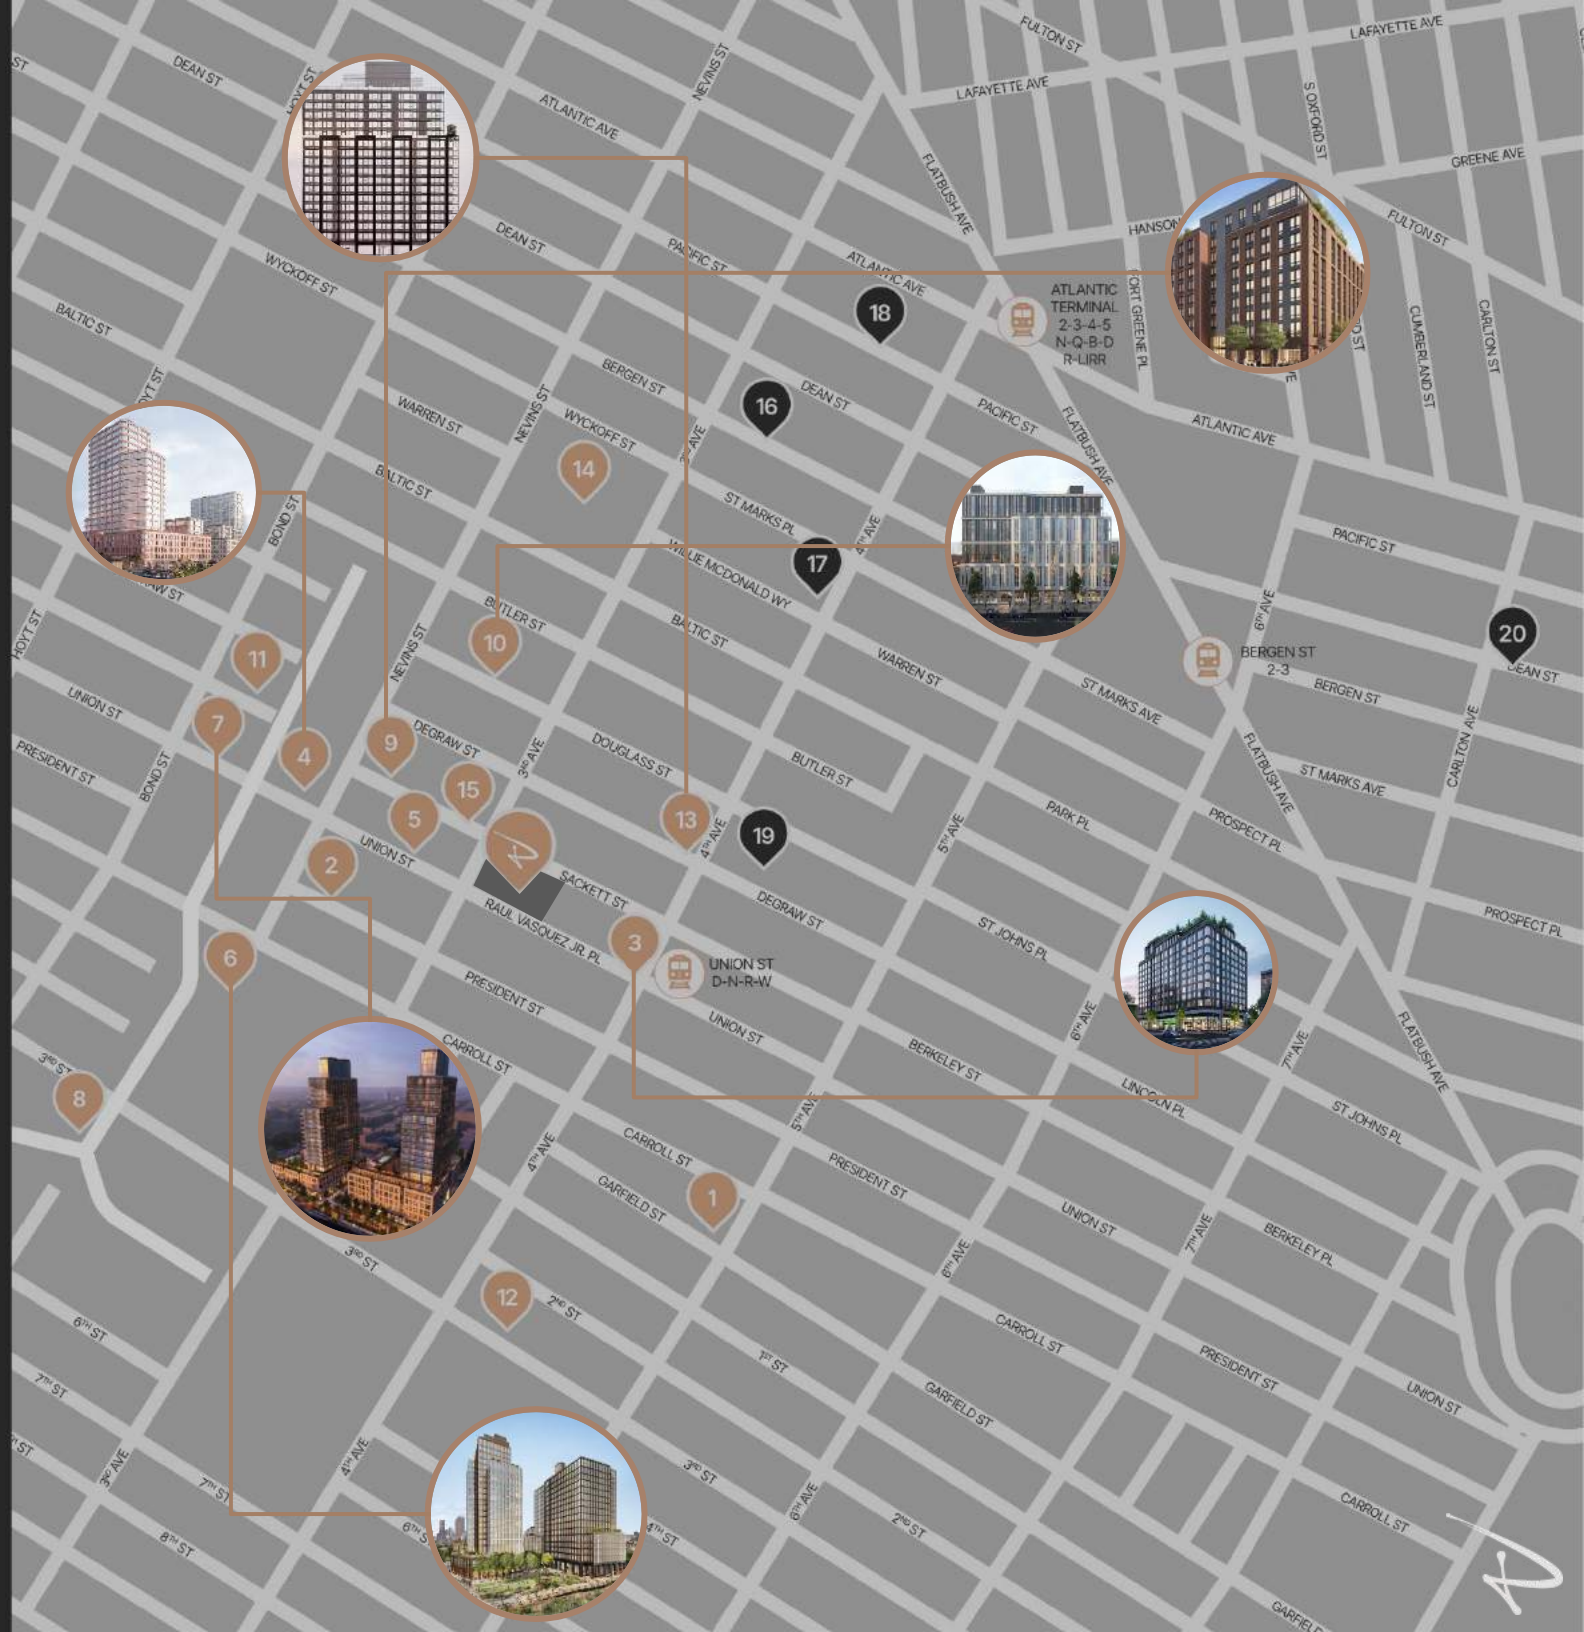 FULTON ST
LAFAYETTE AVE
DEAN ST
NEVINS ST
LAFAYETTE AVE
ATLANTIC AVE
S OXFORD ST
GREENE AVE
FLATBUSH AVE
FULTON ST
DEAN ST
PACIFIC ST
HANSON
WYCKOFF ST
ATLANTIC AVE
ATLANTIC
TERMINAL
2-3-4-5
N-Q-B-D
R-LIRR
18
BALTIC ST
CUMBERLAND ST
CARLTON ST
BERGEN ST
DEAN ST
16
WARREN ST
NEVINS ST
WYCKOFF ST
PACIFIC ST
FLATBUSH AVE
ATLANTIC AVE
14
BALTIC ST
BOND ST
ST MARKS PL
4TH AVE
PACIFIC ST
WILLIE MCDONALD WY
17
BUTLER ST
10
BALTIC ST
6TH AVE
20
HOYT ST
11
NEVINS ST
WARREN ST
BERGEN ST
2-3
DEAN ST
BERGEN ST
UNION ST
7
ST MARKS AVE
PRESIDENT ST
BOND ST
4
9
DEGRAW ST
3RD AVE
DOUGLASS ST
BUTLER ST
FLATBUSH AVE
CARLTON AVE
ST MARKS AVE
15
5
13
4TH AVE
19
5TH AVE
PARK PL
PROSPECT PL
2
UNION ST
SACKETT ST
DEGRAW ST
RAUL VASQUEZ JR. PL
ST JOHNS PL
PROSPECT PL
6
3
UNION ST
D-N-R-W
PRESIDENT ST
UNION ST
6TH AVE
7TH AVE
FLATBUSH AVE
CARROLL ST
BERKELEY ST
3RD ST
8
5TH AVE
LINCOLN PL
ST JOHNS PL
4TH AVE
CARROLL ST
GARFIELD ST
1
PRESIDENT ST
UNION ST
7TH AVE
BERKELEY PL
3RD ST
6TH AVE
12
2ND ST
6TH ST
CARROLL ST
1ST ST
PRESIDENT ST
7TH ST
GARFIELD ST
UNION ST
3RD AVE
4TH AVE
3RD ST
7TH ST
6TH AVE
2ND ST
CARROLL ST
8TH ST
4TH ST
GARFIELD